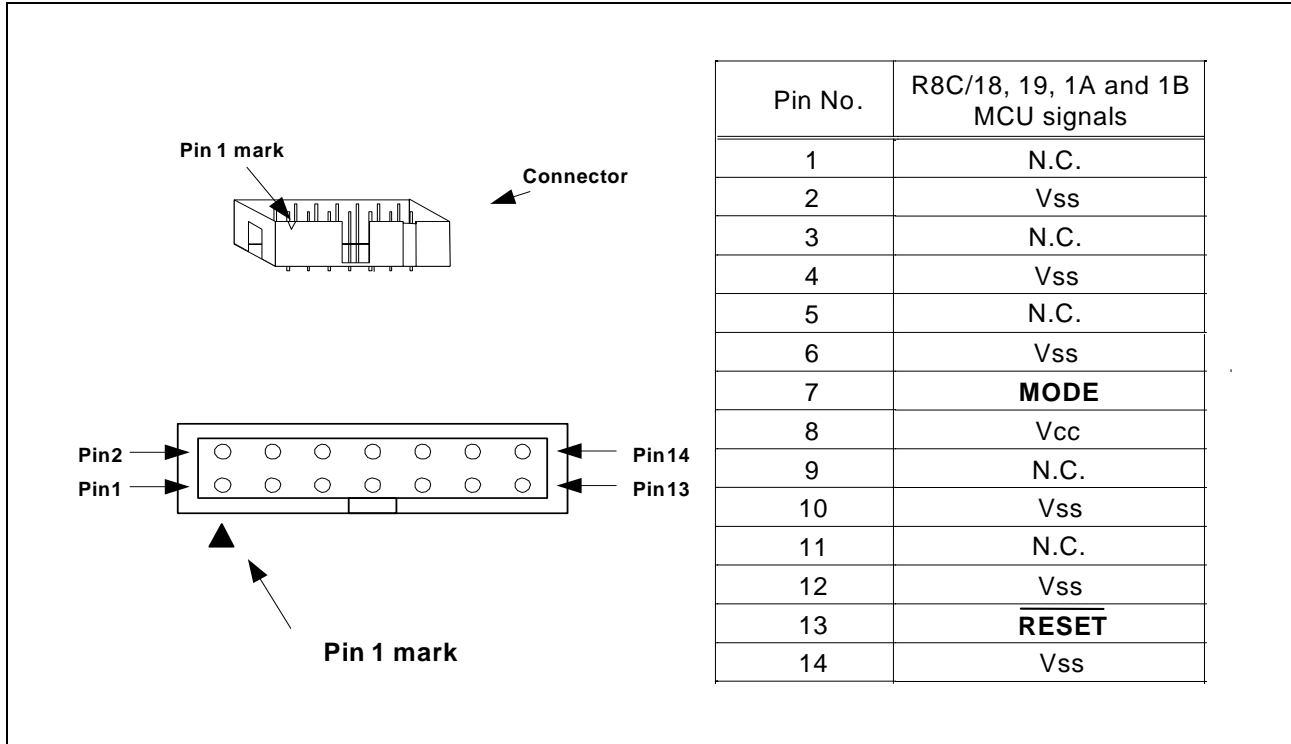 Pin 1 mark
Connector
Pin2
Pin1
Pin14
Pin13
Pin 1 mark
Pin No. R8C/18, 19, 1A and 1B
MCU signals
1 N.C.
2 Vss
3 N.C.
4 Vss
5 N.C.
6 Vss
7 MODE
8 Vcc
9 N.C.
10 Vss
11 N.C.
12 Vss
13 RESET
14 Vss